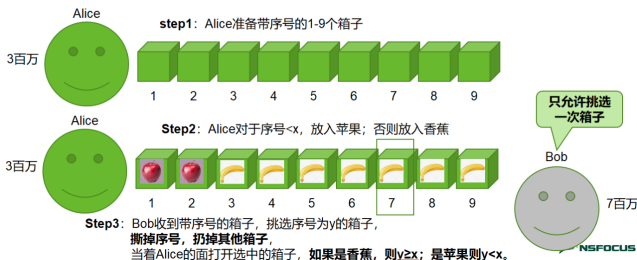 Alice
step1：Alice准备带序号的1-9个箱子
3百万
1 2 3 4 5 6 7 8 9
只允许挑选
一次箱子
Alice
Step2：Alice对于序号<x，放入苹果；否则放入香蕉
Bob
3百万
1 2 3 4 5 6 7 8 9
7百万
Step3：Bob收到带序号的箱子，挑选序号为y的箱子，
撕掉序号，扔掉其他箱子，
当着Alice的面打开选中的箱子，如果是香蕉，则y≥x；是苹果则y<x。
NSFOCUS